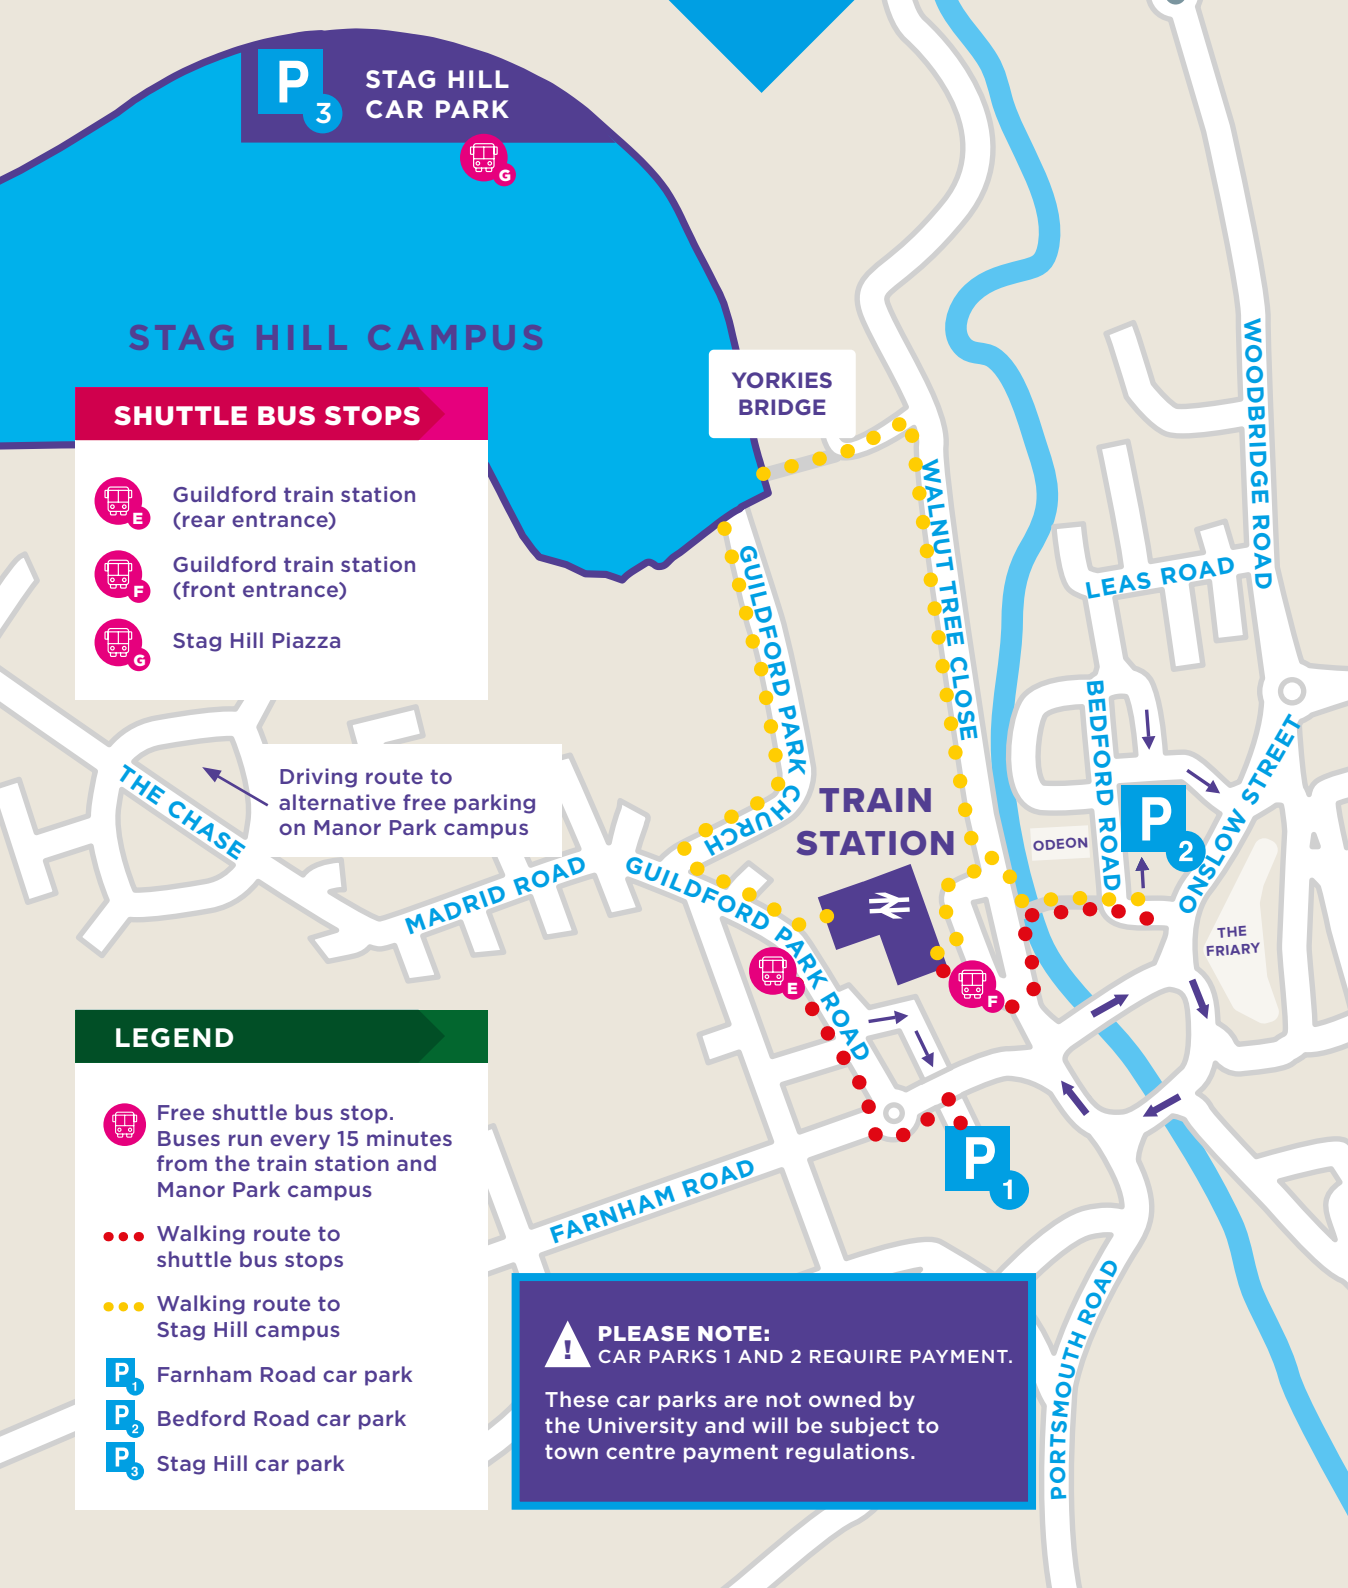 P
3
STAG HILL
CAR PARK
G
STAG HILL CAMPUS
YORKIES
BRIDGE
SHUTTLE BUS STOPS
E
Guildford train station
(rear entrance)
F
Guildford train station
(front entrance)
G
Stag Hill Piazza
WOODBRIDGE ROAD
WALNUT TREE CLOSE
LEAS ROAD
GUILDFORD PARK
CHURCH
BEDFORD ROAD
ONSLOW STREET
THE CHASE
Driving route to
alternative free parking
on Manor Park campus
TRAIN
STATION
ODEON
P
2
MADRID ROAD
GUILDFORD PARK ROAD
THE
FRIARY
E
F
LEGEND
Free shuttle bus stop.
Buses run every 15 minutes
from the train station and
Manor Park campus
Walking route to
shuttle bus stops
Walking route to
Stag Hill campus
P
1
Farnham Road car park
P
2
Bedford Road car park
P
3
Stag Hill car park
P
1
FARNHAM ROAD
PORTSMOUTH ROAD
!
PLEASE NOTE:
CAR PARKS 1 AND 2 REQUIRE PAYMENT.
These car parks are not owned by
the University and will be subject to
town centre payment regulations.